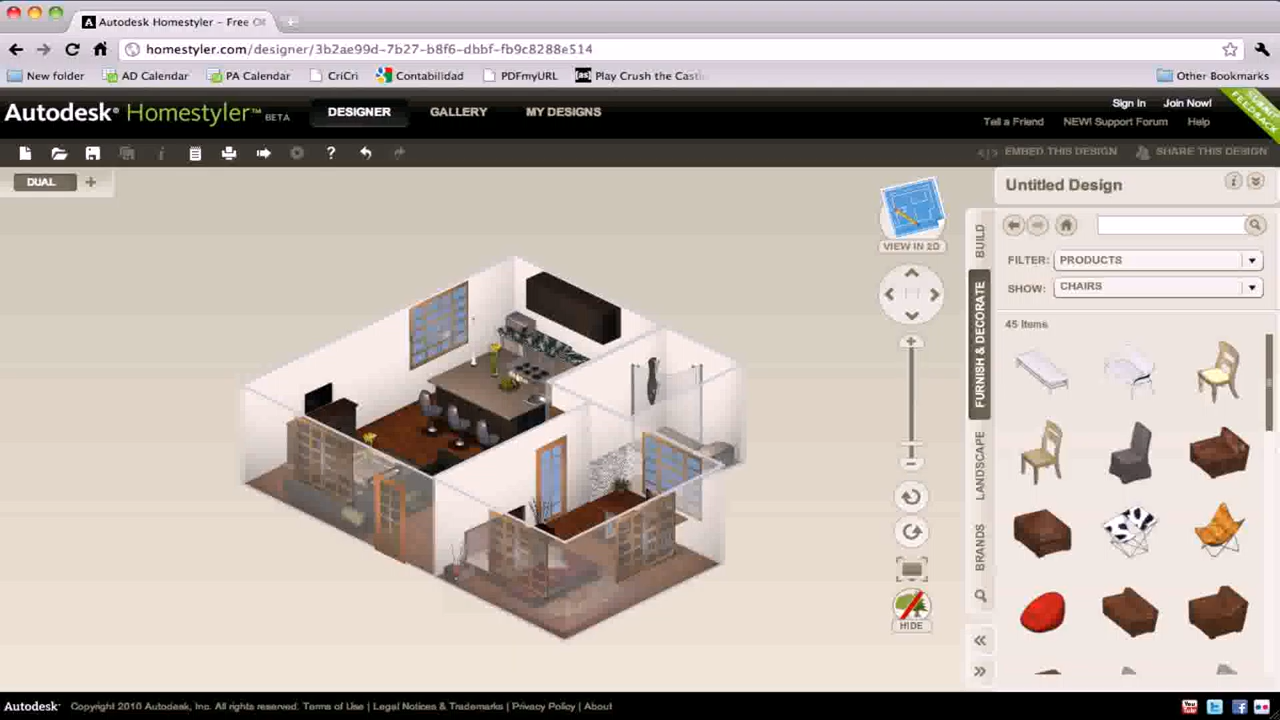 Autodesk Homestyler – Free
homestyler.com/designer/3b2ae99d-7b27-b8f6-dbbf-fb9c8288e514
New folder AD Calendar PA Calendar CriCri Contabilidad PDFmyURL Play Crush the Castl Other Bookmarks
Autodesk® Homestyler™ BETA DESIGNER GALLERY MY DESIGNS
Sign In Join Now!
Tell a Friend NEW! Support Forum Help
FEEDBACK
EMBED THIS DESIGN SHARE THIS DESIGN
DUAL
Untitled Design
VIEW IN 2D
BUILD
FURNISH & DECORATE
LANDSCAPE
BRANDS
FILTER: PRODUCTS
SHOW: CHAIRS
45 Items
HIDE
Autodesk® Copyright 2010 Autodesk, Inc. All rights reserved. Terms of Use | Legal Notices & Trademarks | Privacy Policy | About
You Tube